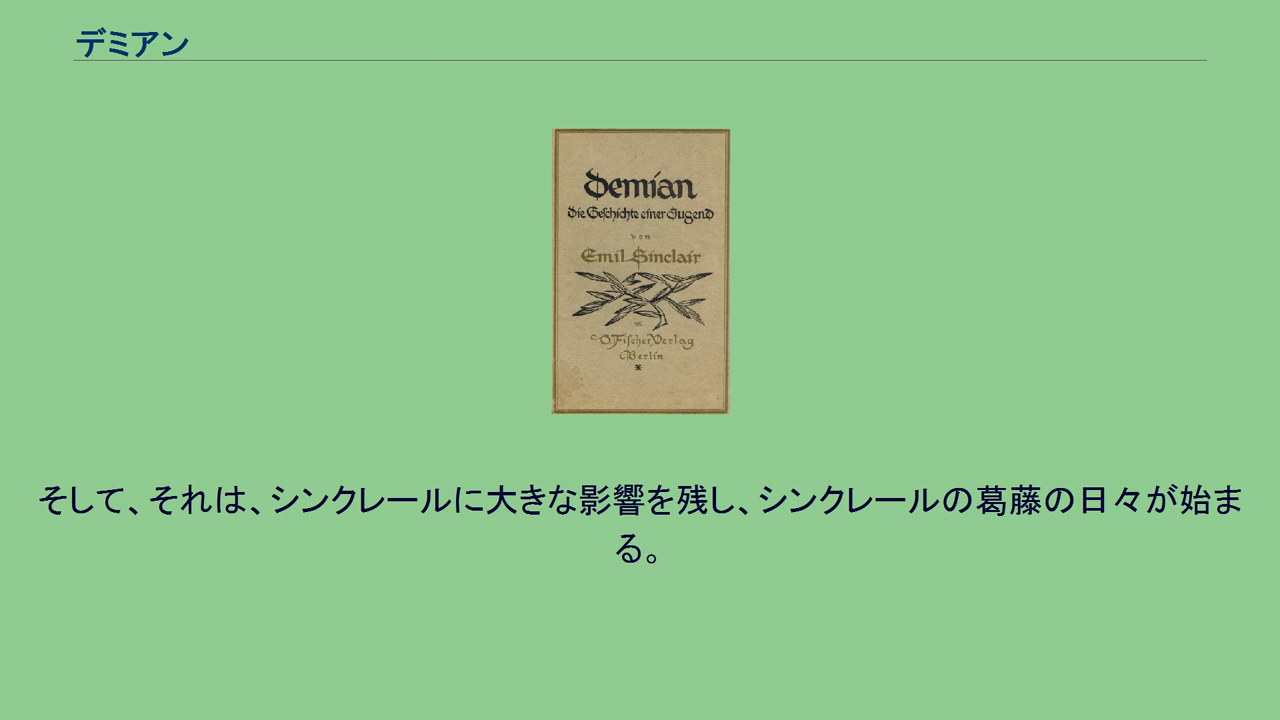 デミアン
Demian
Die Geschichte einer Jugend
von
Emil Sinclair
S. Fischer, Verlag
Berlin
そして、それは、シンクレールに大きな影響を残し、シンクレールの葛藤の日々が始ま
る。